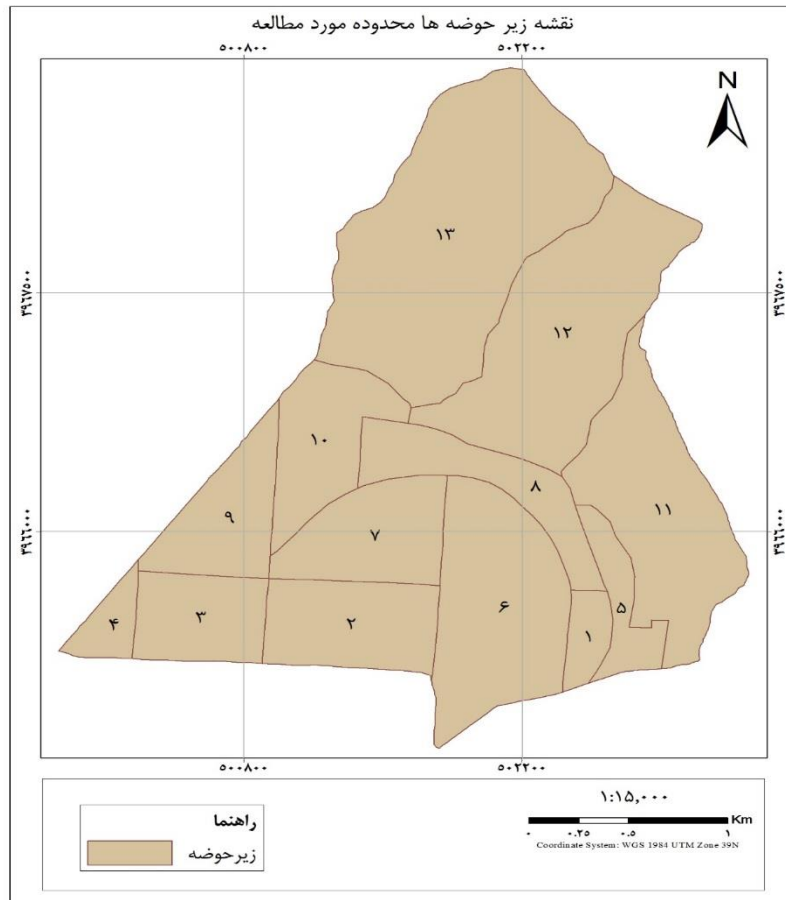 نقشه زیر حوضه ها محدوده مورد مطالعه
۵۰۰۸۰۰ ۵۰۲۲۰۰
N
۱۳
۳۹۶۷۵۰۰ ۳۹۶۷۵۰۰
۱۲
۱۰
۸
۹
۱۱
۳۹۶۶۰۰۰ ۳۹۶۶۰۰۰
۷
۴
۳
۲
۶
۱
۵
۵۰۰۸۰۰ ۵۰۲۲۰۰
۱:۱۵,۰۰۰
Km
۰ ۰.۲۵ ۰.۵ ۱
Coordinate System: WGS 1984 UTM Zone 39N
راهنما
زیرحوضه